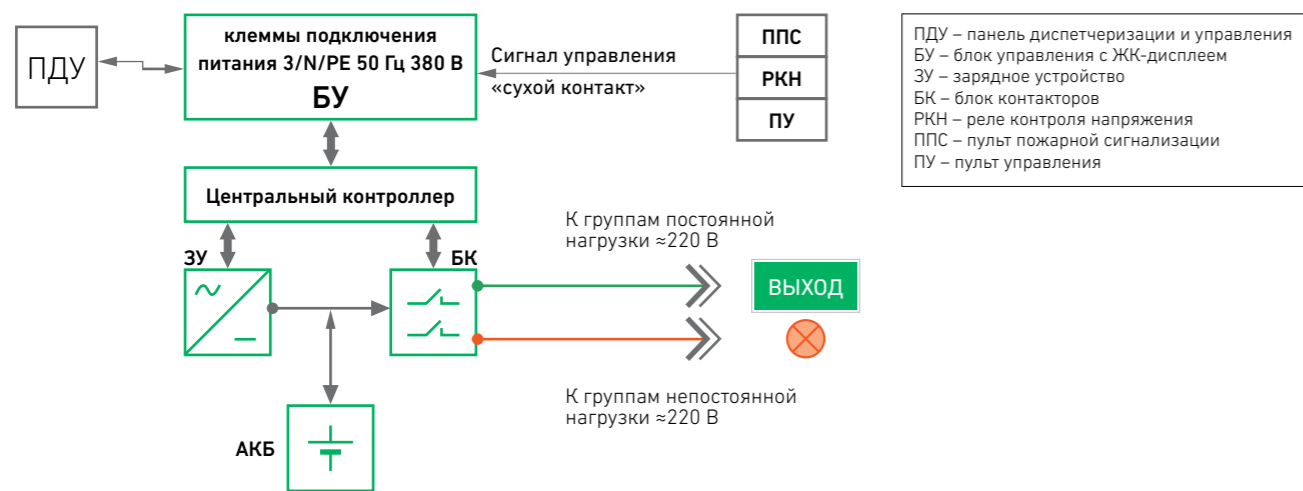 ПДУ
клеммы подключения
питания 3/N/PE 50 Гц 380 В
БУ
Сигнал управления
«сухой контакт»
ППС
РКН
ПУ
ПДУ – панель диспетчеризации и управления
БУ – блок управления с ЖК-дисплеем
ЗУ – зарядное устройство
БК – блок контакторов
РКН – реле контроля напряжения
ППС – пульт пожарной сигнализации
ПУ – пульт управления
Центральный контроллер
ЗУ
БК
К группам постоянной
нагрузки ≈220 В
ВЫХОД
К группам непостоянной
нагрузки ≈220 В
АКБ